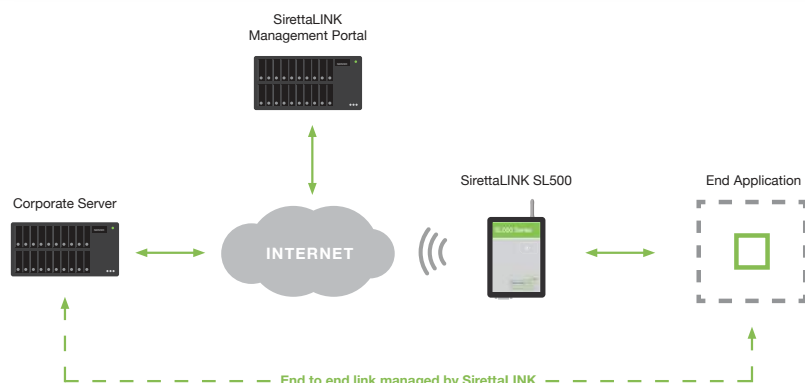 SirettaLINK
Management Portal
SirettaLINK SL500
End Application
Corporate Server
SL500 Series
INTERNET
End to end link managed by SirettaLINK